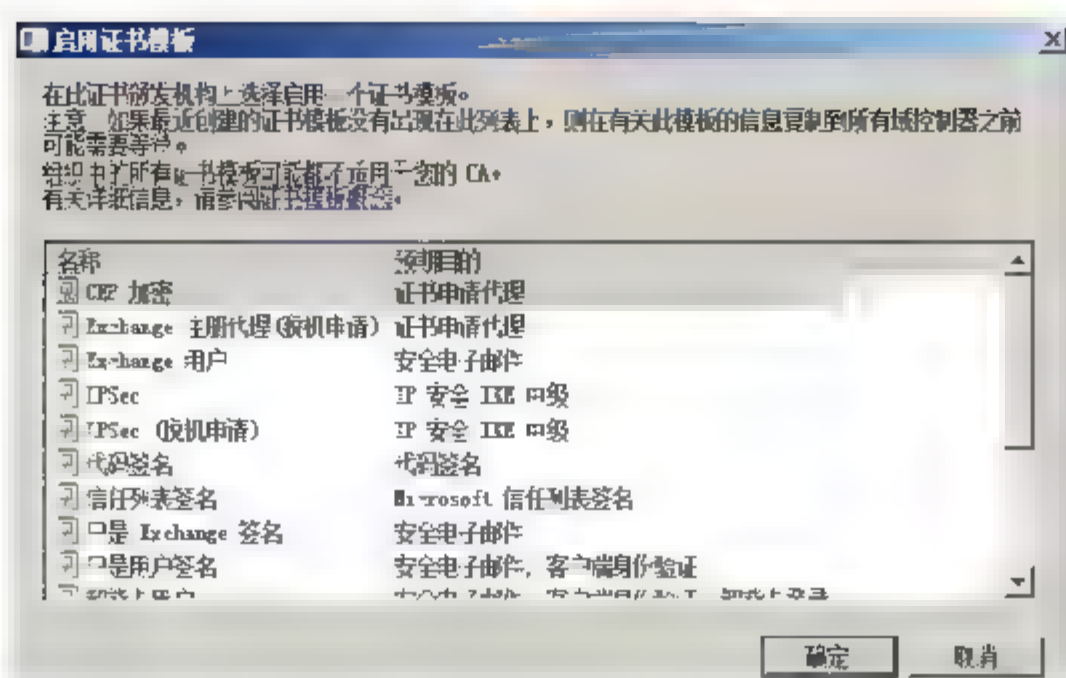 启用证书模板
在此证书颁发机构上选择启用一个证书模板。
注意: 如果最近创建的证书模板没有出现在此列表上，则在有关此模板的信息复制到所有域控制器之前
可能需要等待。
组织中的所有证书模板可能都不适用于您的 CA。
有关详细信息，请参阅证书模板概念。
名称 预期目的
CEP 加密 证书申请代理
Exchange 注册代理(脱机申请) 证书申请代理
Exchange 用户 安全电子邮件
IPSec IP 安全 IKE 中级
IPSec (脱机申请) IP 安全 IKE 中级
代码签名 代码签名
信任列表签名 Microsoft 信任列表签名
只是 Exchange 签名 安全电子邮件
只是用户签名 安全电子邮件, 客户端身份验证
确定 取消